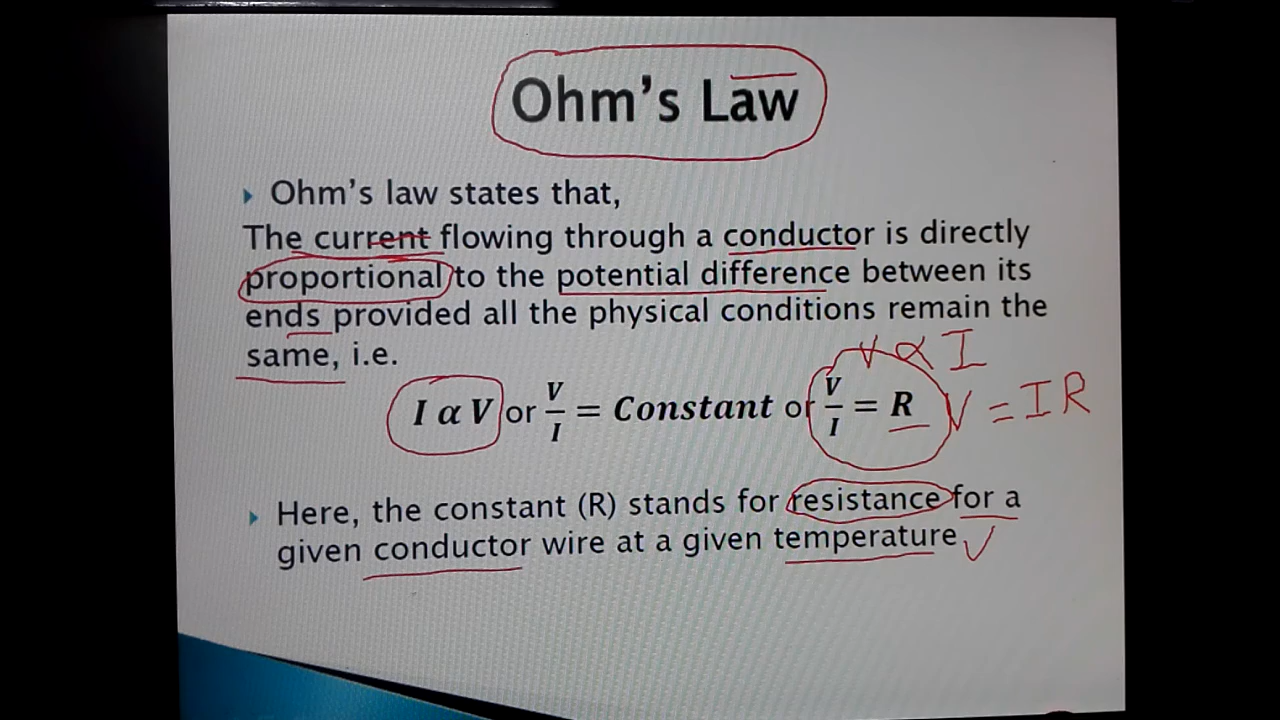 Ohm's Law
Ohm's law states that,
The current flowing through a conductor is directly
proportional to the potential difference between its
ends provided all the physical conditions remain the
same, i.e.
V ∝ I
I α V or V/I = Constant or V/I = R
V = IR
Here, the constant (R) stands for resistance for a
given conductor wire at a given temperature